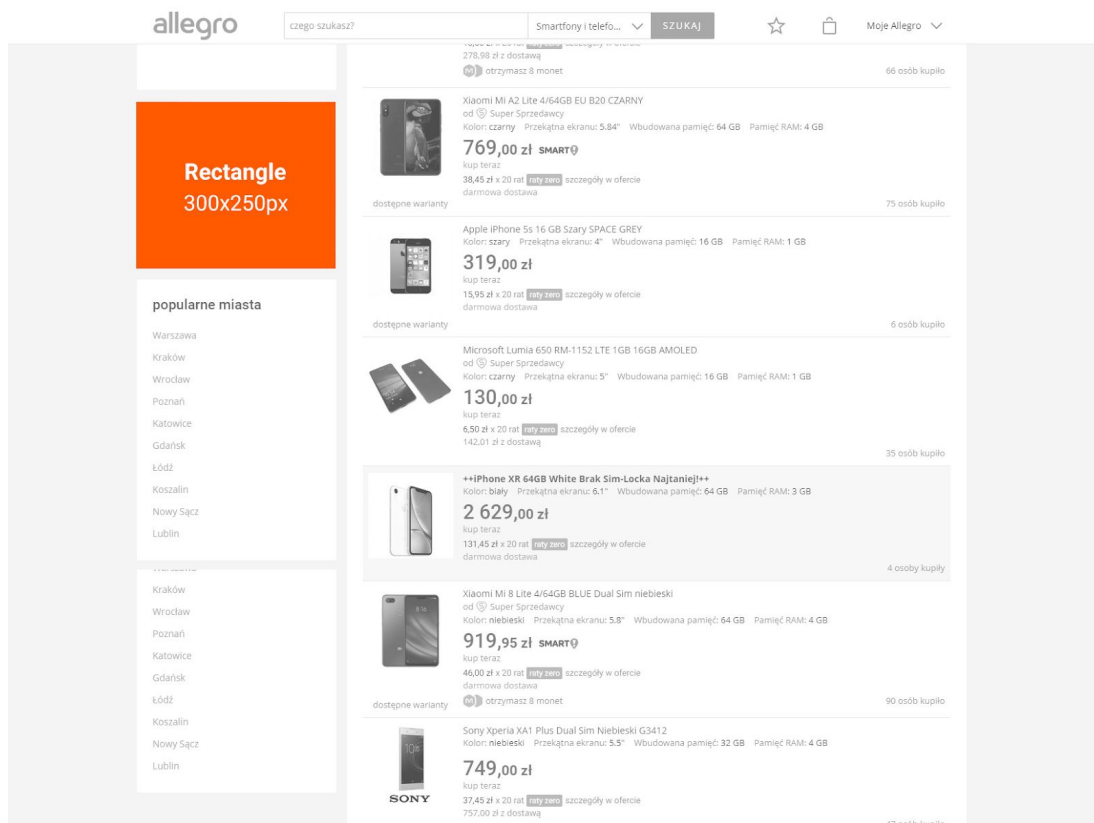 allegro
czego szukasz?
Smartfony i telefo...
SZUKAJ
Moje Allegro
278,98 zł z dostawą
otrzymasz 8 monet
66 osób kupiło
Rectangle
300x250px
popularne miasta
Warszawa
Kraków
Wrocław
Poznań
Katowice
Gdańsk
Łódź
Koszalin
Nowy Sącz
Lublin
Kraków
Wrocław
Poznań
Katowice
Gdańsk
Łódź
Koszalin
Nowy Sącz
Lublin
Xiaomi Mi A2 Lite 4/64GB EU B20 CZARNY
od Super Sprzedawcy
Kolor: czarny Przekątna ekranu: 5.84" Wbudowana pamięć: 64 GB Pamięć RAM: 4 GB
769,00 zł SMART
kup teraz
38,45 zł x 20 rat raty zero szczegóły w ofercie
darmowa dostawa
dostępne warianty
75 osób kupiło
Apple iPhone 5s 16 GB Szary SPACE GREY
Kolor: szary Przekątna ekranu: 4" Wbudowana pamięć: 16 GB Pamięć RAM: 1 GB
319,00 zł
kup teraz
15,95 zł x 20 rat raty zero szczegóły w ofercie
darmowa dostawa
dostępne warianty
6 osób kupiło
Microsoft Lumia 650 RM-1152 LTE 1GB 16GB AMOLED
od Super Sprzedawcy
Kolor: czarny Przekątna ekranu: 5" Wbudowana pamięć: 16 GB Pamięć RAM: 1 GB
130,00 zł
kup teraz
6,50 zł x 20 rat raty zero szczegóły w ofercie
142,01 zł z dostawą
35 osób kupiło
++iPhone XR 64GB White Brak Sim-Locka Najtaniej!++
Kolor: biały Przekątna ekranu: 6.1" Wbudowana pamięć: 64 GB Pamięć RAM: 3 GB
2 629,00 zł
kup teraz
131,45 zł x 20 rat raty zero szczegóły w ofercie
darmowa dostawa
4 osoby kupiły
Xiaomi Mi 8 Lite 4/64GB BLUE Dual Sim niebieski
od Super Sprzedawcy
Kolor: niebieski Przekątna ekranu: 5.8" Wbudowana pamięć: 64 GB Pamięć RAM: 4 GB
919,95 zł SMART
kup teraz
46,00 zł x 20 rat raty zero szczegóły w ofercie
darmowa dostawa
otrzymasz 8 monet
dostępne warianty
90 osób kupiło
Sony Xperia XA1 Plus Dual Sim Niebieski G3412
Kolor: niebieski Przekątna ekranu: 5.5" Wbudowana pamięć: 32 GB Pamięć RAM: 4 GB
749,00 zł
kup teraz
37,45 zł x 20 rat raty zero szczegóły w ofercie
757,00 zł z dostawą
SONY